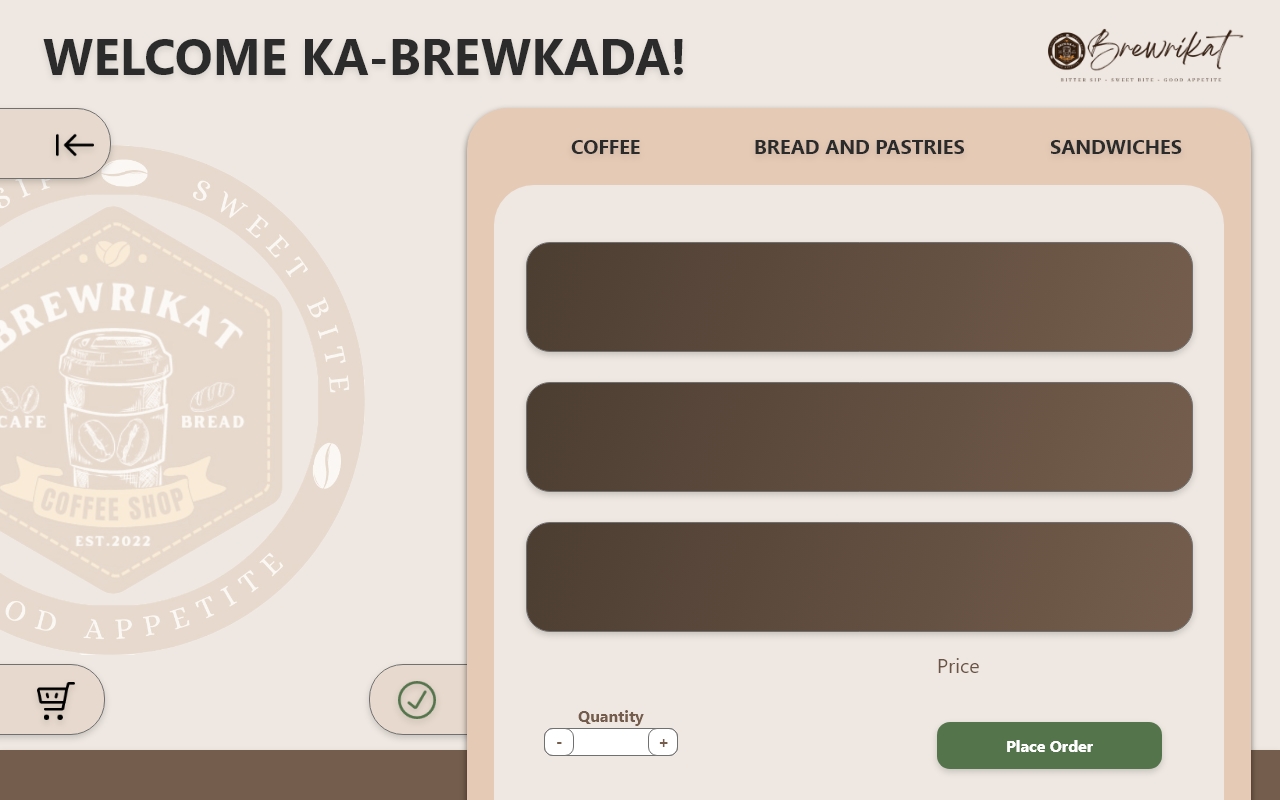 WELCOME KA-BREWKADA!
Brewrikat
BITTER SIP - SWEET BITE - GOOD APPETITE
COFFEE
BREAD AND PASTRIES
SANDWICHES
SIP
SWEET BITE
BREWRIKAT
CAFE
BREAD
COFFEE SHOP
EST.2022
OD APPETITE
Price
Quantity
-
+
Place Order